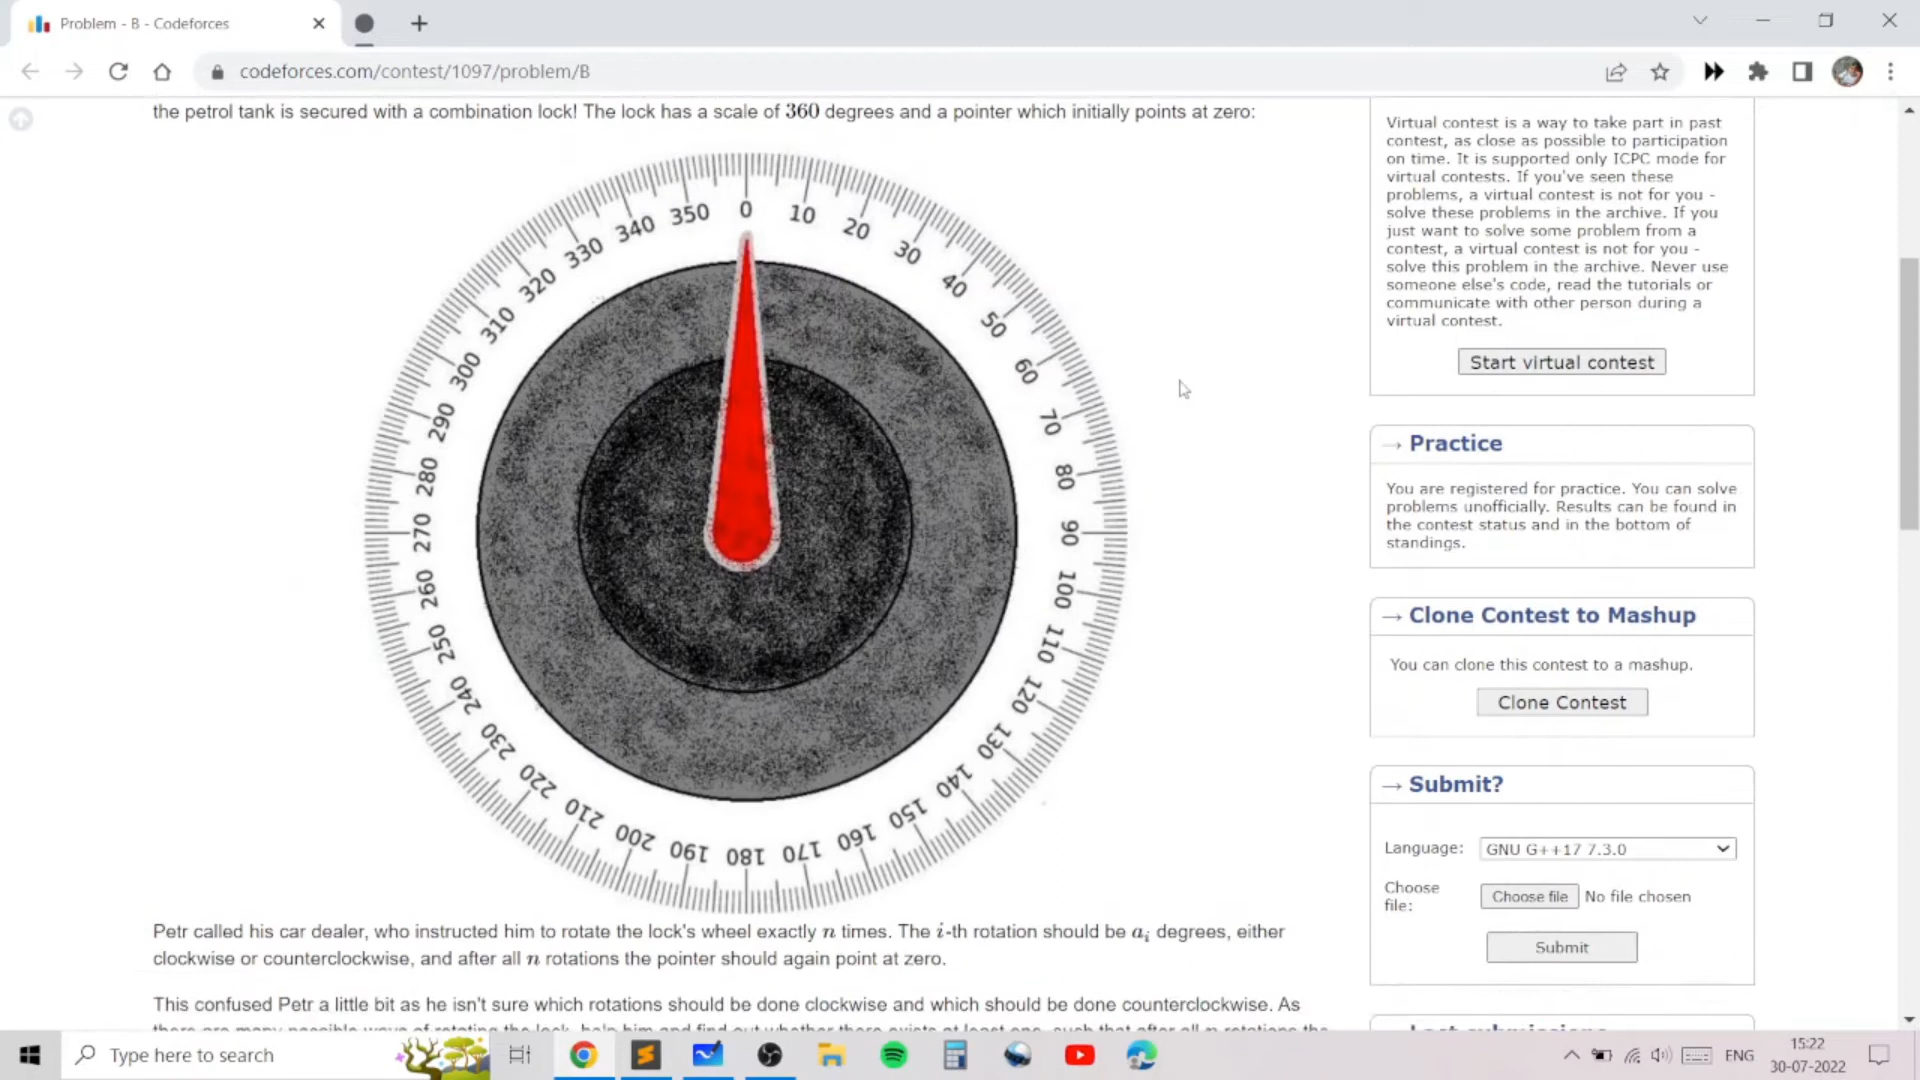 Problem - B - Codeforces
codeforces.com/contest/1097/problem/B
the petrol tank is secured with a combination lock! The lock has a scale of 360 degrees and a pointer which initially points at zero:
0
10
20
30
40
50
60
70
80
90
100
110
120
130
140
150
160
170
180
190
200
210
220
230
240
250
260
270
280
290
300
310
320
330
340
350
Petr called his car dealer, who instructed him to rotate the lock's wheel exactly n times. The i-th rotation should be aᵢ degrees, either
clockwise or counterclockwise, and after all n rotations the pointer should again point at zero.
This confused Petr a little bit as he isn't sure which rotations should be done clockwise and which should be done counterclockwise. As
Virtual contest is a way to take part in past
contest, as close as possible to participation
on time. It is supported only ICPC mode for
virtual contests. If you've seen these
problems, a virtual contest is not for you -
solve these problems in the archive. If you
just want to solve some problem from a
contest, a virtual contest is not for you -
solve this problem in the archive. Never use
someone else's code, read the tutorials or
communicate with other person during a
virtual contest.
Start virtual contest
→ Practice
You are registered for practice. You can solve
problems unofficially. Results can be found in
the contest status and in the bottom of
standings.
→ Clone Contest to Mashup
You can clone this contest to a mashup.
Clone Contest
→ Submit?
Language: GNU G++17 7.3.0
Choose
file: Choose file No file chosen
Submit
Type here to search
ENG
15:22
30-07-2022